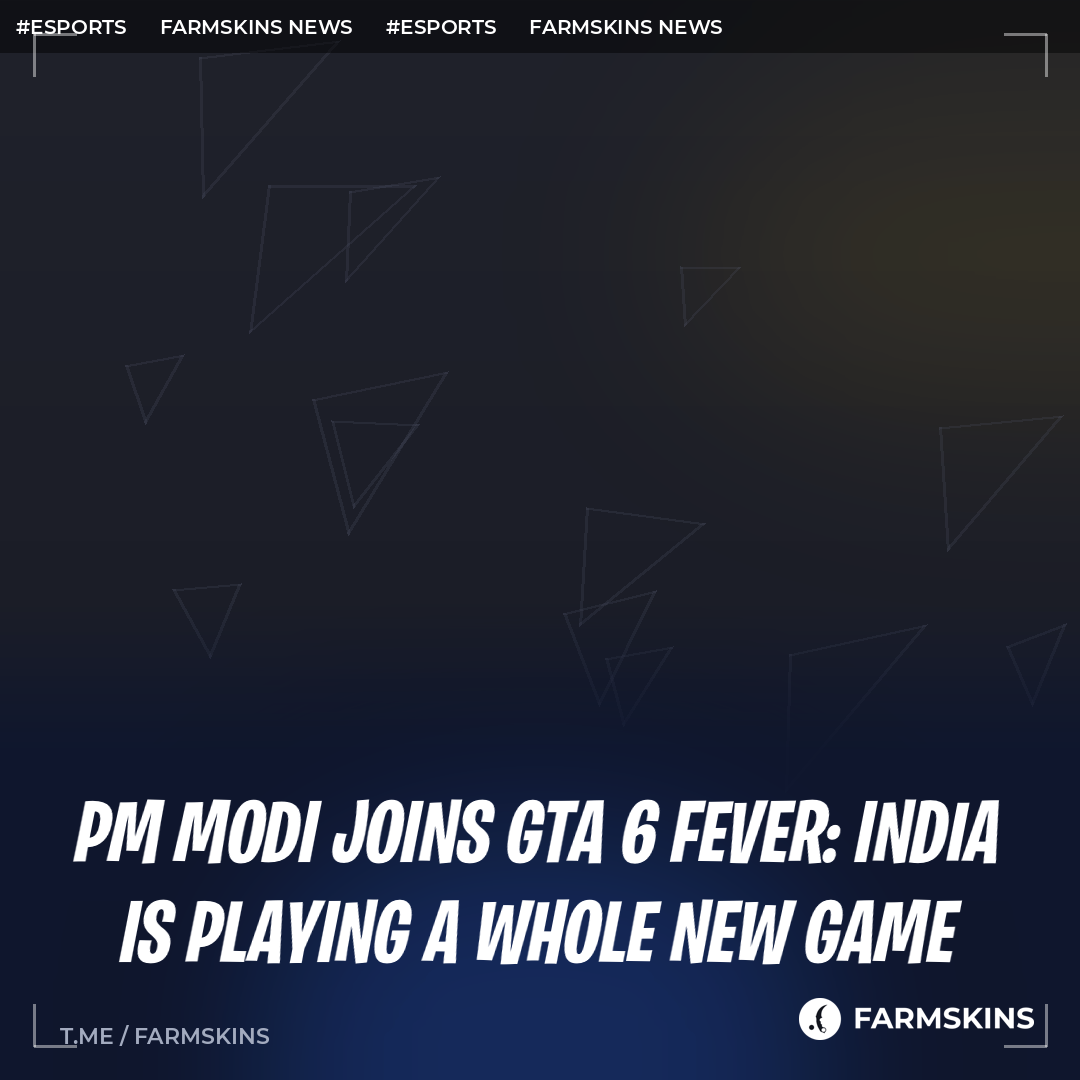 #ESPORTS FARMSKINS NEWS #ESPORTS FARMSKINS NEWS
PM MODI JOINS GTA 6 FEVER: INDIA
IS PLAYING A WHOLE NEW GAME
T.ME / FARMSKINS
FARMSKINS